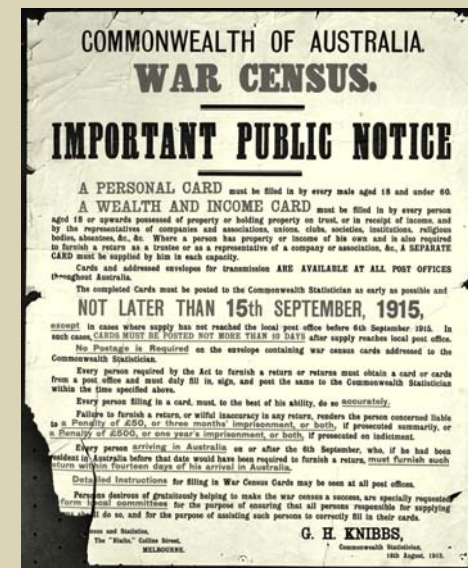 COMMONWEALTH OF AUSTRALIA.
WAR CENSUS.
IMPORTANT PUBLIC NOTICE
A PERSONAL CARD must be filled in by every male aged 18 and under 60.
A WEALTH AND INCOME CARD must be filled in by every person
aged 18 or upwards possessed of property or holding property on trust, or in receipt of income, and
by the representatives of companies and associations, unions, clubs, societies, institutions, religious
bodies, absentees, &c., &c. Where a person has property or income of his own and is also required
to furnish a return as a trustee or as a representative of a company or association, &c., A SEPARATE
CARD must be supplied by him in each capacity.
Cards and addressed envelopes for transmission ARE AVAILABLE AT ALL POST OFFICES
throughout Australia.
The completed Cards must be posted to the Commonwealth Statistician as early as possible and
NOT LATER THAN 15th SEPTEMBER, 1915,
except in cases where supply has not reached the local post office before 6th September 1915. In
such cases, CARDS MUST BE POSTED NOT MORE THAN 10 DAYS after supply reaches local post office.
No Postage is Required on the envelope containing war census cards addressed to the
Commonwealth Statistician.
Every person required by the Act to furnish a return or returns must obtain a card or cards
from a post office and must duly fill in, sign, and post the same to the Commonwealth Statistician
within the time specified above.
Every person filling in a card, must, to the best of his ability, do so accurately.
Failure to furnish a return, or wilful inaccuracy in any return, renders the person concerned liable
to a Penalty of £50, or three months' imprisonment, or both, if prosecuted summarily, or
a Penalty of £500, or one year's imprisonment, or both, if prosecuted on indictment.
Every person arriving in Australia on or after the 6th September, who, if he had been
resident in Australia before that date would have been required to furnish a return, must furnish such
return within fourteen days of his arrival in Australia.
Detailed Instructions for filling in War Census Cards may be seen at all post offices.
Persons desirous of gratuitously helping to make the war census a success, are specially requested
form local committees for the purpose of ensuring that all persons responsible for supplying
do so, and for the purpose of assisting such persons to correctly fill in their cards.
Census and Statistics,
The "Rialto," Collins Street,
MELBOURNE.
G. H. KNIBBS,
Commonwealth Statistician,
18th August, 1915.